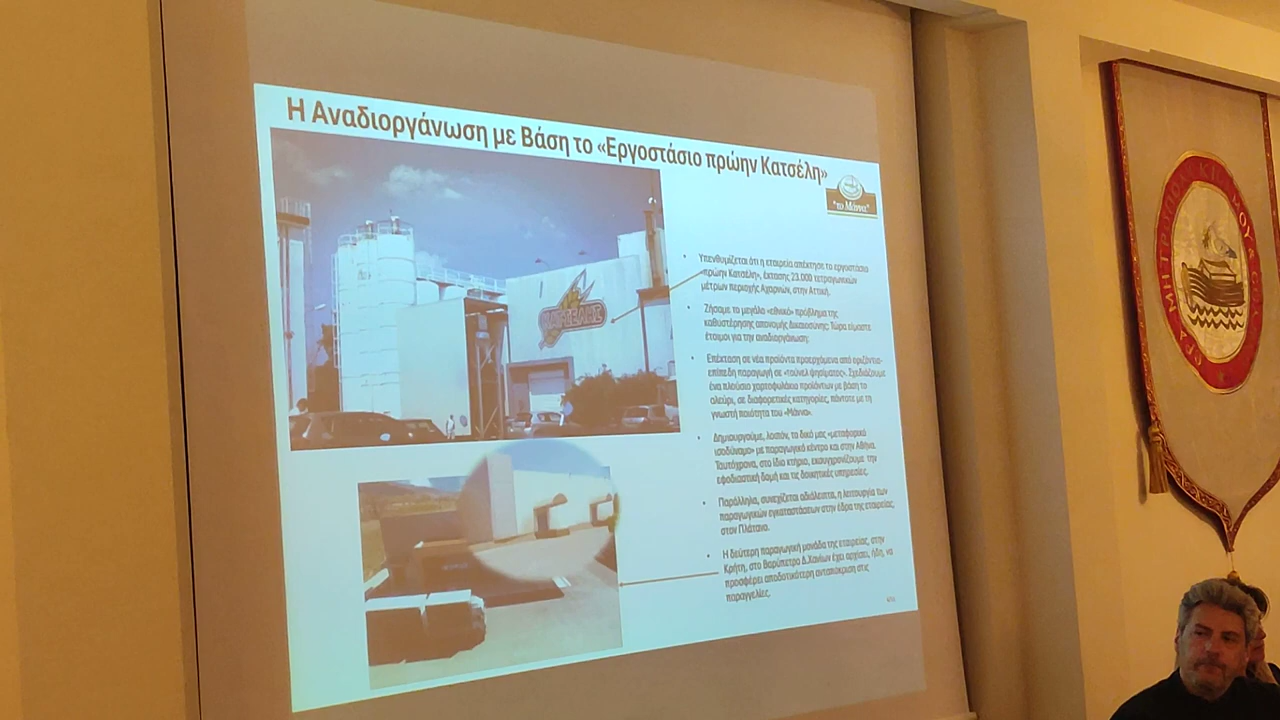 Η Αναδιοργάνωση με Βάση το «Εργοστάσιο πρώην Κατσέλη»
"το Μάννα"
ΚΑΤΣΕΛΗΣ
Υπενθυμίζεται ότι η εταιρεία απέκτησε το εργοστάσιο
«πρώην Κατσέλη», έκτασης 23.000 τετραγωνικών
μέτρων περιοχής Αχαρνών, στην Αττική.
Ζήσαμε το μεγάλο «εθνικό» πρόβλημα της
καθυστέρησης απονομής Δικαιοσύνης; Τώρα είμαστε
έτοιμοι για την αναδιοργάνωση:
Επέκταση σε νέα προϊόντα προερχόμενα από οριζόντια-
επίπεδη παραγωγή σε «τούνελ ψησίματος». Σχεδιάζουμε
ένα πλούσιο χαρτοφυλάκιο προϊόντων με βάση το
αλεύρι, σε διαφορετικές κατηγορίες, πάντοτε με τη
γνωστή ποιότητα του «Μάννα».
Δημιουργούμε, λοιπόν, το δικό μας «μεταφορικό
ισοδύναμο» με παραγωγικό κέντρο και στην Αθήνα.
Ταυτόχρονα, στο ίδιο κτήριο, εκσυγχρονίζουμε την
εφοδιαστική δομή και τις διοικητικές υπηρεσίες.
Παράλληλα, συνεχίζεται αδιάλειπτα, η λειτουργία των
παραγωγικών εγκαταστάσεων στην έδρα της εταιρείας,
στον Πλάτανο.
Η δεύτερη παραγωγική μονάδα της εταιρείας, στην
Κρήτη, στο Βαρύπετρο Δ.Χανίων έχει αρχίσει, ήδη, να
προσφέρει αποδοτικότερη ανταπόκριση στις
παραγγελίες.
ΙΕΡΑ ΜΗΤΡΟΠΟΛΙΣ ΚΙΣΑΜΟΥ &